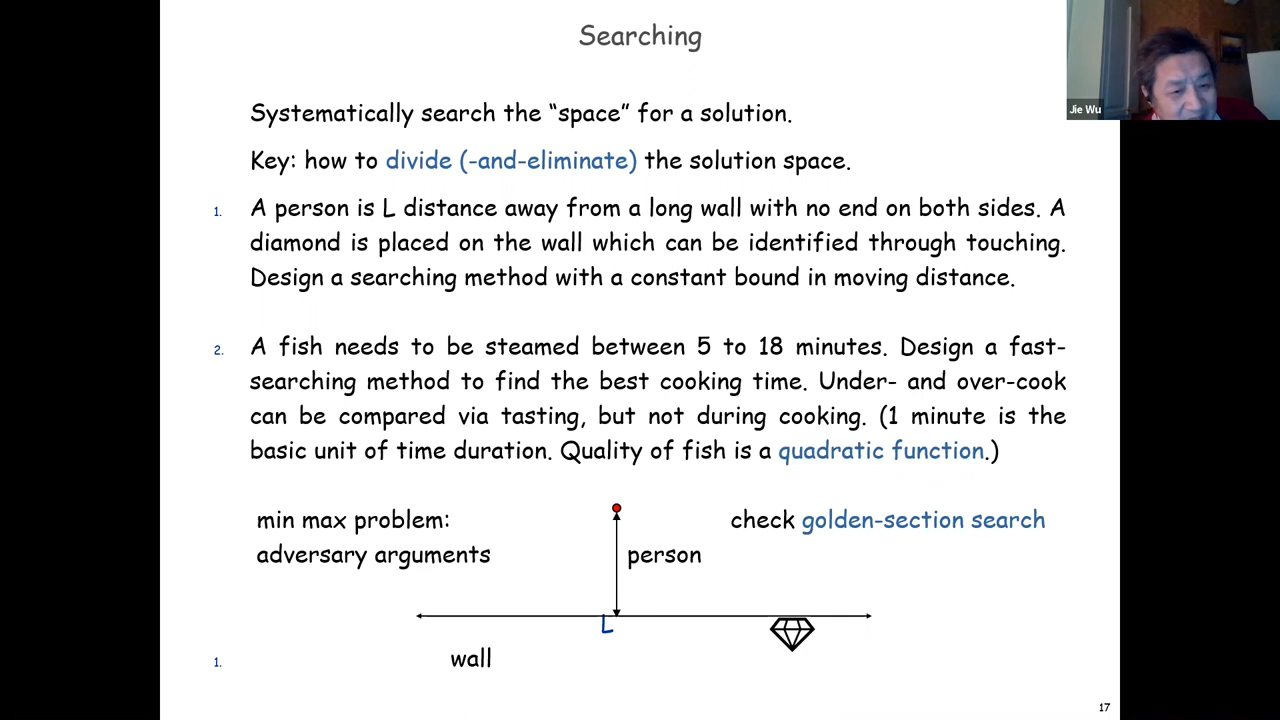 Searching
Jie Wu
Systematically search the “space” for a solution.
Key: how to divide (-and-eliminate) the solution space.
1. A person is L distance away from a long wall with no end on both sides. A
diamond is placed on the wall which can be identified through touching.
Design a searching method with a constant bound in moving distance.
2. A fish needs to be steamed between 5 to 18 minutes. Design a fast-
searching method to find the best cooking time. Under- and over-cook
can be compared via tasting, but not during cooking. (1 minute is the
basic unit of time duration. Quality of fish is a quadratic function.)
min max problem:
adversary arguments
person
check golden-section search
L
wall
1.
17